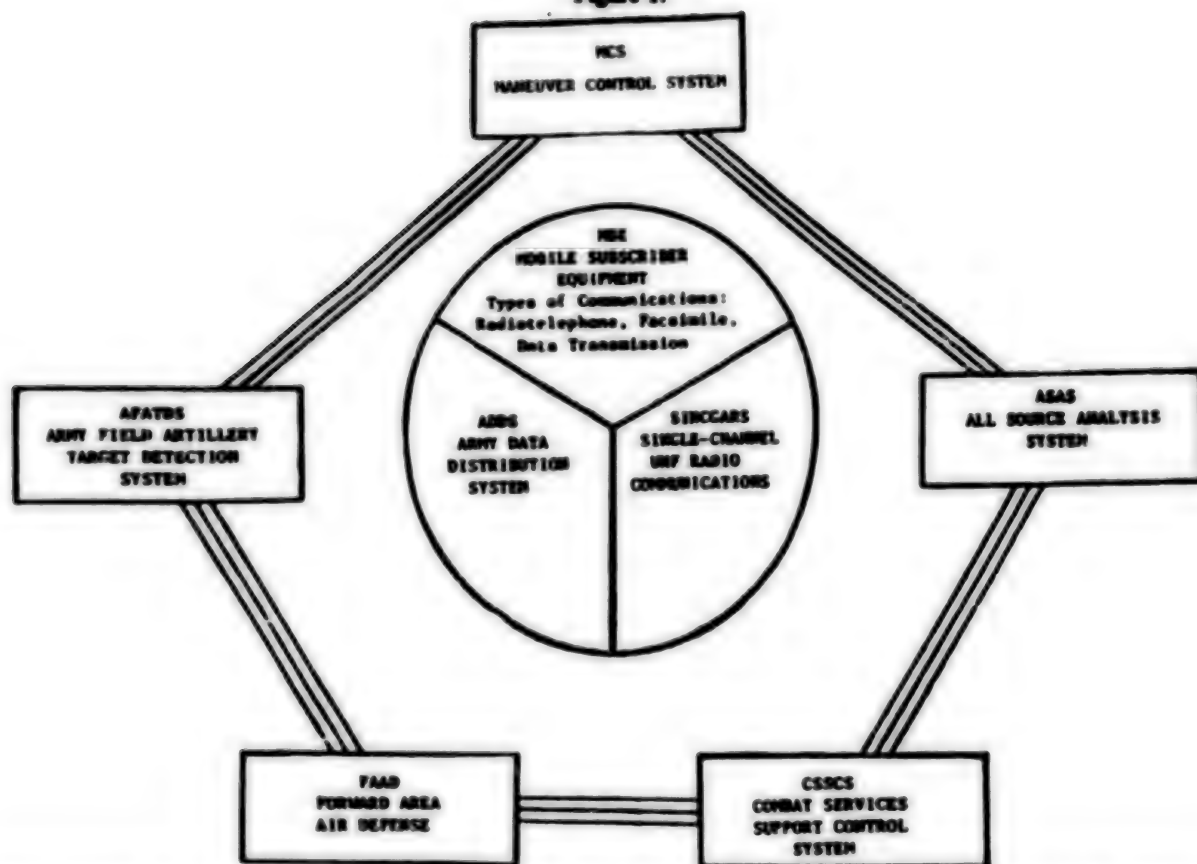 Figure 1.
MCS
MANEUVER CONTROL SYSTEM
MSE
MOBILE SUBSCRIBER
EQUIPMENT
Types of Communications:
Radiotelephone, Facsimile,
Data Transmission
AFATDS
ARMY FIELD ARTILLERY
TARGET DETECTION
SYSTEM
ADDS
ARMY DATA
DISTRIBUTION
SYSTEM
SINCGARS
SINGLE-CHANNEL
UHF RADIO
COMMUNICATIONS
ASAS
ALL SOURCE ANALYSIS
SYSTEM
FAAD
FORWARD AREA
AIR DEFENSE
CSSCS
COMBAT SERVICES
SUPPORT CONTROL
SYSTEM